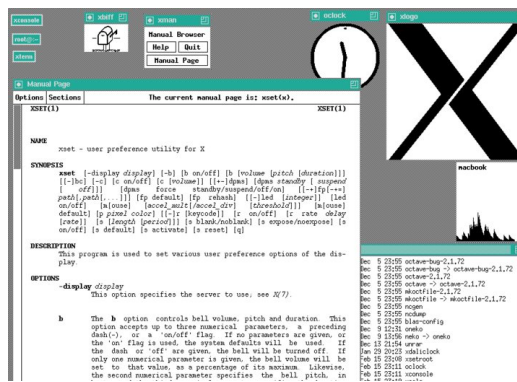 xconsole
root@:~
xterm
xbiff
xman
Manual Browser
Help Quit
Manual Page
oclock
xlogo
Manual Page
Options Sections The current manual page is: xset(x).
XSET(1) XSET(1)
NAME
xset - user preference utility for X
SYNOPSIS
xset [-display display] [-b] [b on/off] [b [volume [pitch [duration]]]
[[-]bc] [-c] [c on/off] [c [volume]] [[+-]dpms] [dpms standby [ suspend
[ off]]] [dpms force standby/suspend/off/on] [[-+]fp[-+=]
path[,path[,...]]] [fp default] [fp rehash] [[-]led [integer]] [led
on/off] [m[ouse] [accel_mult[/accel_div] [threshold]]] [m[ouse]
default] [p pixel color] [[-]r [keycode]] [r on/off] [r rate delay
[rate]] [s [length [period]]] [s blank/noblank] [s expose/noexpose] [s
on/off] [s default] [s activate] [s reset] [q]
DESCRIPTION
This program is used to set various user preference options of the dis-
play.
OPTIONS
-display display
This option specifies the server to use; see X(7).
b The b option controls bell volume, pitch and duration. This
option accepts up to three numerical parameters, a preceding
dash(-), or a 'on/off' flag. If no parameters are given, or
the 'on' flag is used, the system defaults will be used. If
the dash or 'off' are given, the bell will be turned off. If
only one numerical parameter is given, the bell volume will be
set to that value, as a percentage of its maximum. Likewise,
the second numerical parameter specifies the bell pitch, in
macbook
Dec 5 23:55 octave-bug-2.1.72
Dec 5 23:55 octave-bug -> octave-bug-2.1.72
Dec 5 23:55 octave-2.1.72
Dec 5 23:55 octave -> octave-2.1.72
Dec 5 23:55 mkoctfile-2.1.72
Dec 5 23:55 mkoctfile -> mkoctfile-2.1.72
Dec 5 23:55 ncgen
Dec 5 23:55 ncdump
Dec 5 23:55 blas-config
Dec 9 12:31 oneko
Dec 9 13:56 neko -> oneko
Dec 13 21:54 unrar
Jan 29 20:23 xdaliclock
Feb 15 23:08 xsetroot
Feb 15 23:11 oclock
Feb 15 23:11 xconsole